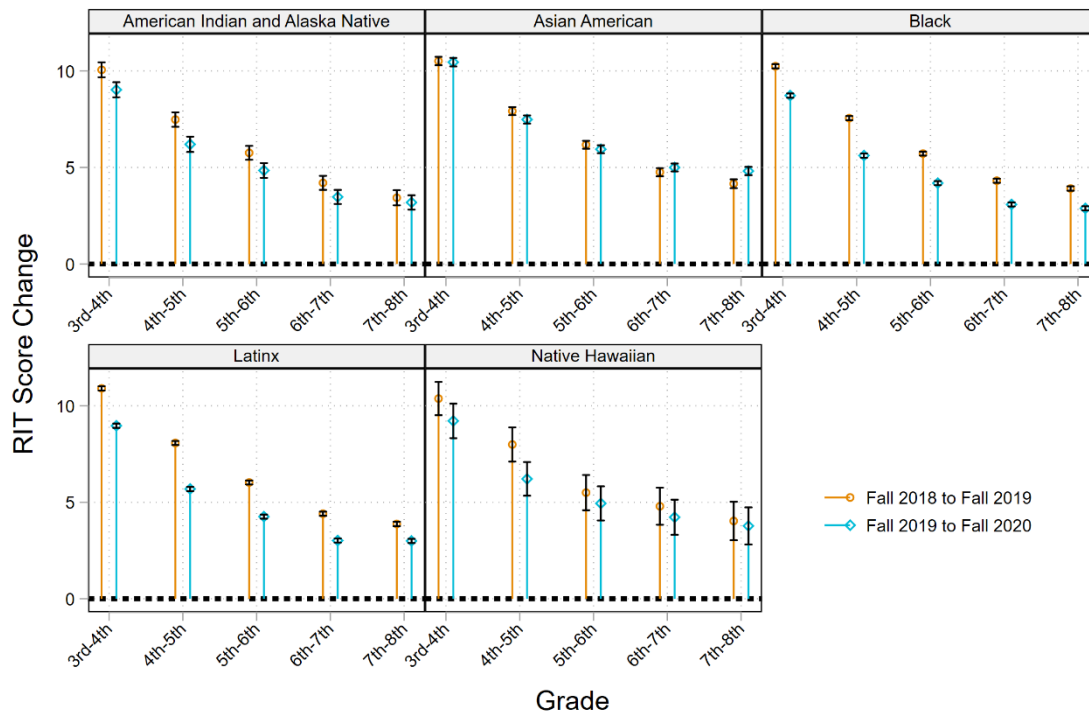 American Indian and Alaska Native
Asian American
Black
10
5
0
3rd-4th
4th-5th
5th-6th
6th-7th
7th-8th
3rd-4th
4th-5th
5th-6th
6th-7th
7th-8th
3rd-4th
4th-5th
5th-6th
6th-7th
7th-8th
RIT Score Change
Latinx
Native Hawaiian
10
5
0
3rd-4th
4th-5th
5th-6th
6th-7th
7th-8th
3rd-4th
4th-5th
5th-6th
6th-7th
7th-8th
Fall 2018 to Fall 2019
Fall 2019 to Fall 2020
Grade